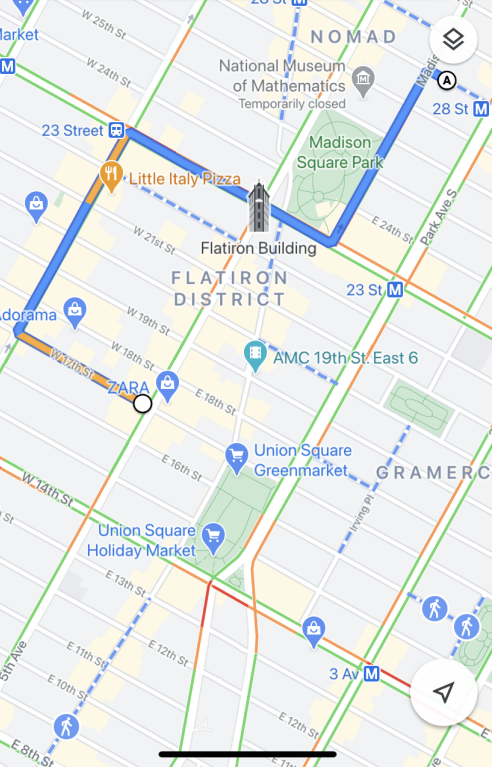 28 St M
Market
W 25th St
NOMAD
W 24th St
M
National Museum
of Mathematics
Temporarily closed
Madis
A
28 St M
23 Street
Madison
Square Park
Little Italy Pizza
Park Ave S
E 24th St
Flatiron Building
W 21st St
FLATIRON
DISTRICT
23 St M
Adorama
W 19th St
W 18th St
AMC 19th St. East 6
W 17th St
ZARA
E 18th St
Union Square
Greenmarket
E 16th St
GRAMERC
W 14th St
Irving Pl
Union Square
Holiday Market
E 13th St
5th Ave
E 12th St
E 11th St
3 Av M
E 10th St
E 12th St
E 11th
E 8th St